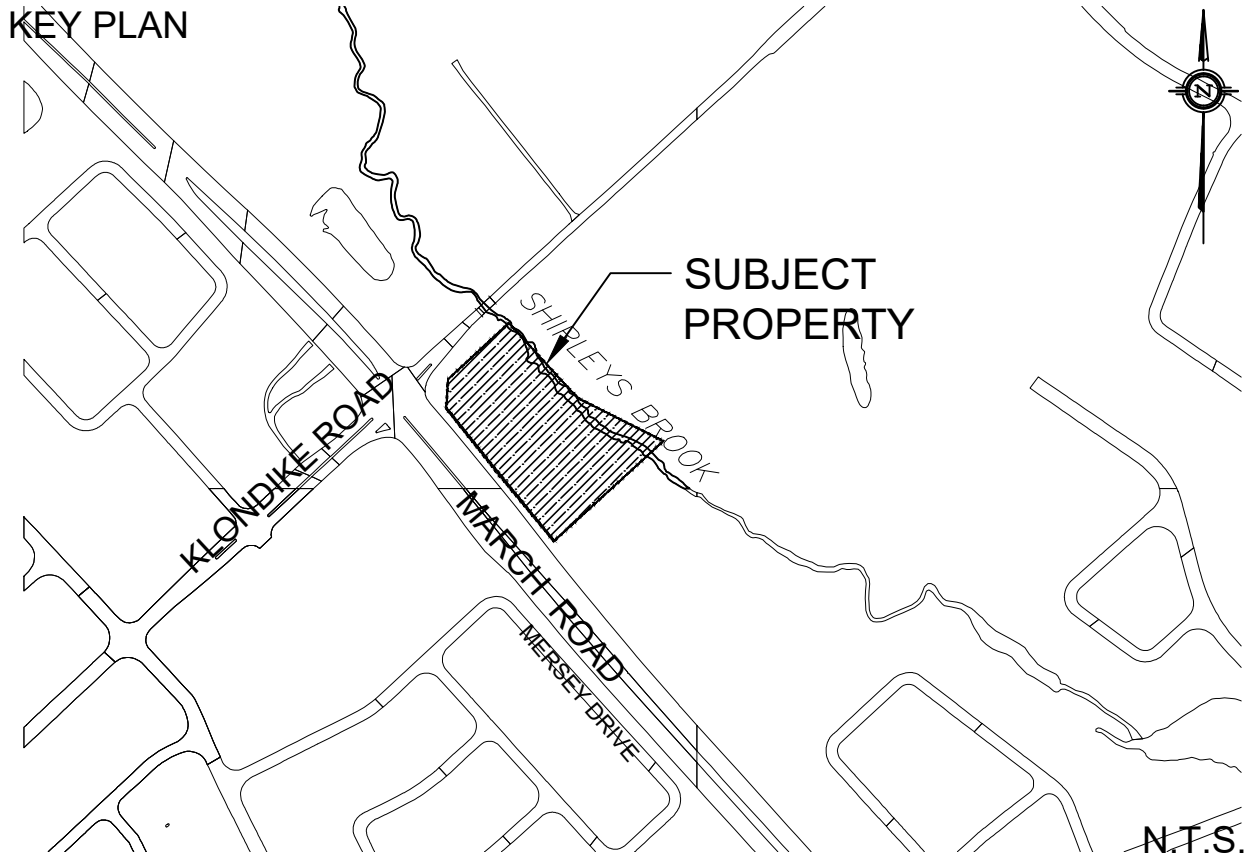 KEY PLAN
N
SUBJECT
PROPERTY
SHIRLEYS BROOK
KLONDIKE ROAD
MARCH ROAD
MERSEY DRIVE
N.T.S.